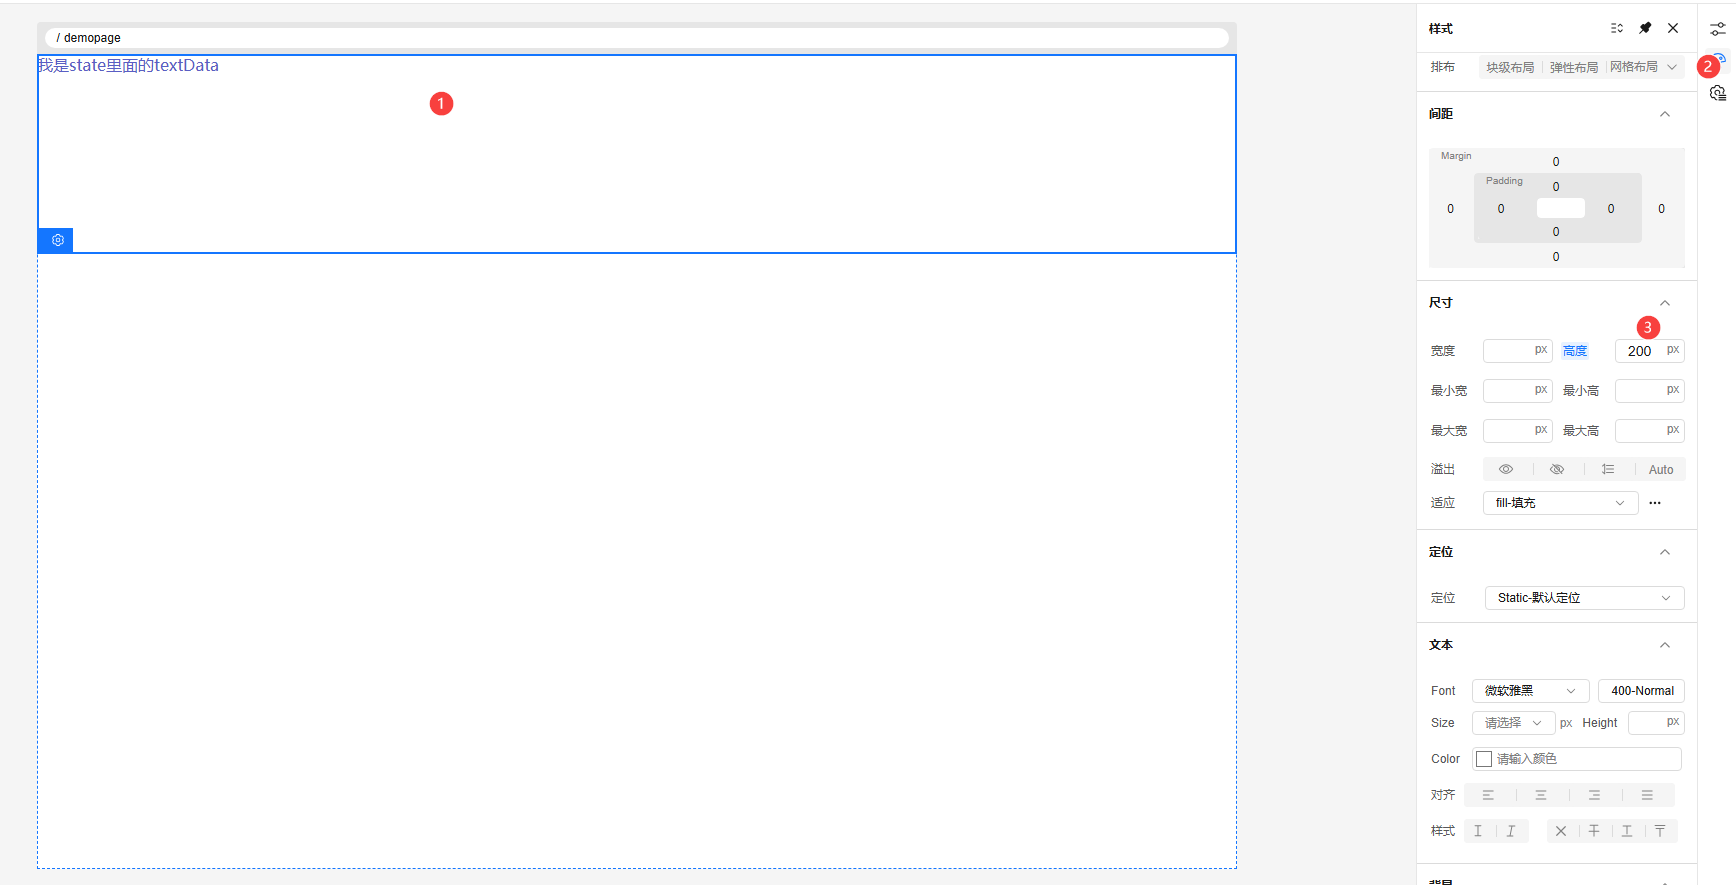 / demopage
我是state里面的textData
1
样式
2
排布 块级布局 弹性布局 网格布局
间距
Margin
0
Padding
0
0 0 0 0
0
0
尺寸
3
宽度 px 高度 200 px
最小宽 px 最小高 px
最大宽 px 最大高 px
溢出 Auto
适应 fill-填充 ···
定位
定位 Static-默认定位
文本
Font 微软雅黑 400-Normal
Size 请选择 px Height px
Color 请输入颜色
对齐
样式
背景